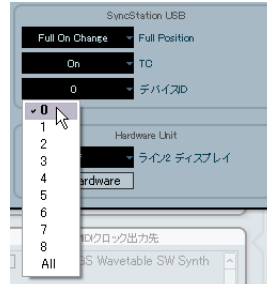 SyncStation USB
Full On Change Full Position
On TC
0 デバイスID
✓ 0
1
2
3
4
5
6
7
8
All
Hardware Unit
ライン2 ディスプレイ
ardware
IDIクロック出力先
GS Wavetable SW Synth